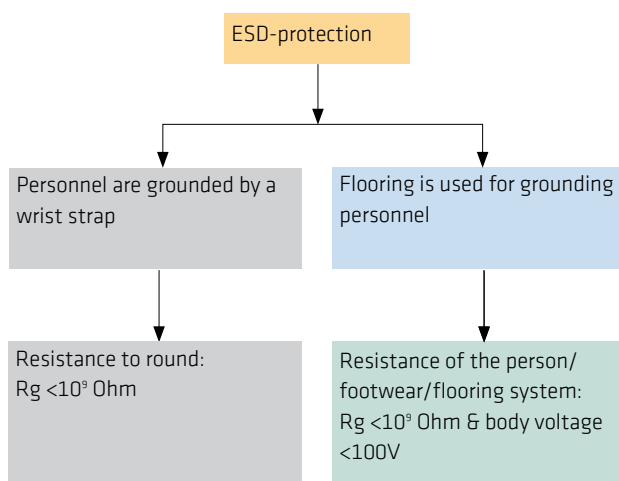 ESD-protection
Personnel are grounded by a
wrist strap
Flooring is used for grounding
personnel
Resistance to round:
Rg <10⁹ Ohm
Resistance of the person/
footwear/flooring system:
Rg <10⁹ Ohm & body voltage
<100V